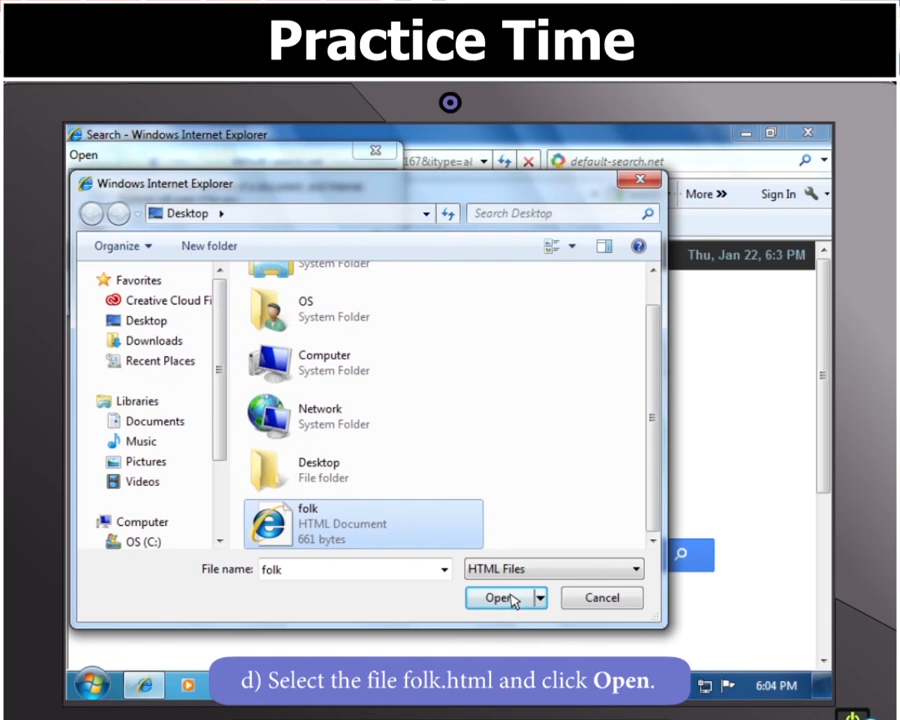 Practice Time
Search - Windows Internet Explorer
Open
167&itype=al
default-search.net
Windows Internet Explorer
More »
Sign In
Desktop
Search Desktop
Organize
New folder
Thu, Jan 22, 6:3 PM
Favorites
Creative Cloud Fi
Desktop
Downloads
Recent Places
Libraries
Documents
Music
Pictures
Videos
Computer
OS (C:)
System Folder
OS
System Folder
Computer
System Folder
Network
System Folder
Desktop
File folder
folk
HTML Document
661 bytes
File name: folk
HTML Files
Open
Cancel
d) Select the file folk.html and click Open.
6:04 PM